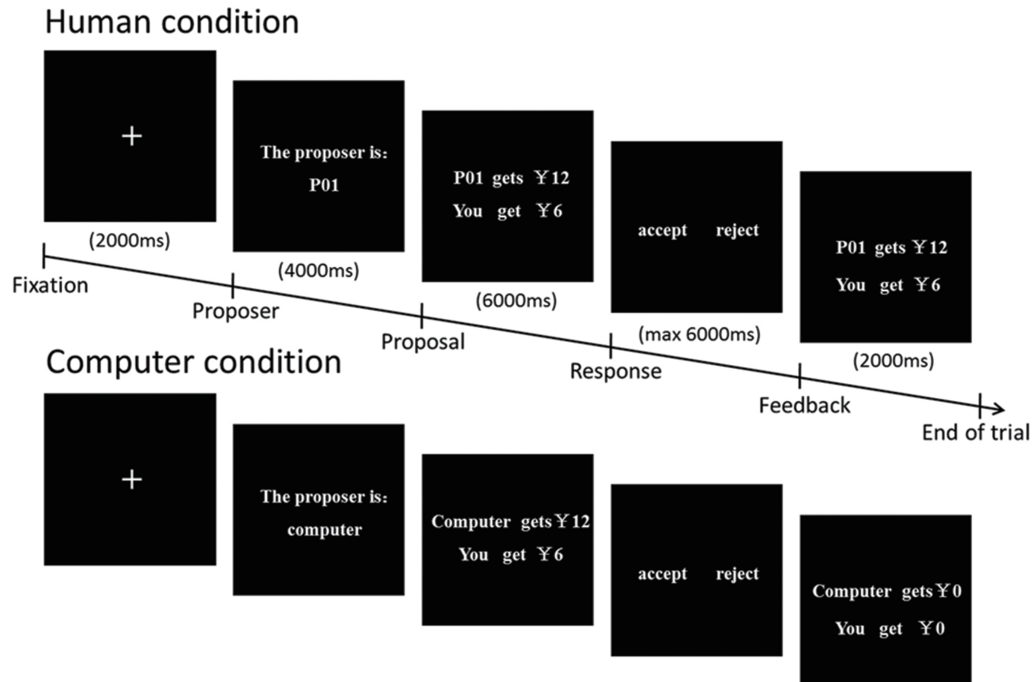 Human condition
+
(2000ms)
The proposer is:
P01
(4000ms)
P01 gets ¥12
You get ¥6
(6000ms)
accept reject
(max 6000ms)
P01 gets ¥12
You get ¥6
(2000ms)
Fixation
Proposer
Proposal
Response
Feedback
End of trial
Computer condition
+
The proposer is:
computer
Computer gets¥12
You get ¥6
accept reject
Computer gets¥0
You get ¥0